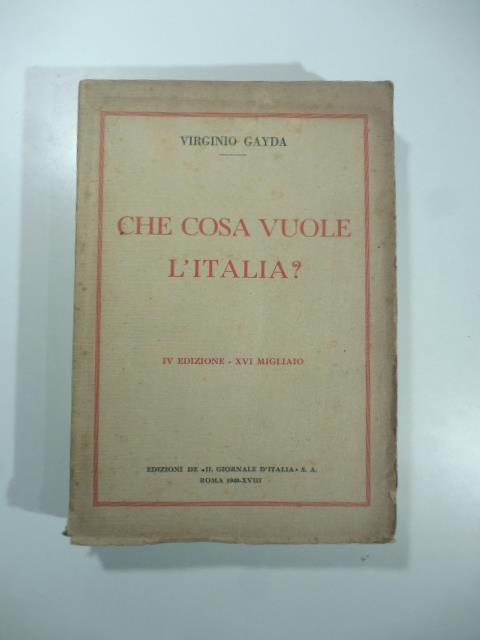 VIRGINIO GAYDA
CHE COSA VUOLE
L'ITALIA?
IV EDIZIONE - XVI MIGLIAIO
EDIZIONI DE «IL GIORNALE D'ITALIA» S. A.
ROMA 1940-XVIII